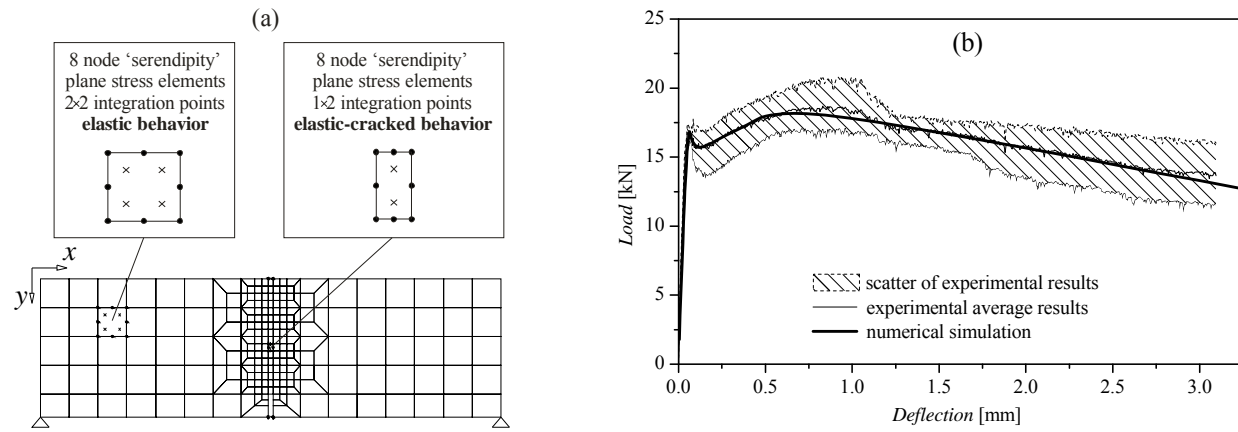 (a)
8 node ‘serendipity’
plane stress elements
2×2 integration points
elastic behavior
8 node ‘serendipity’
plane stress elements
1×2 integration points
elastic-cracked behavior
x
y
(b)
25
20
15
10
5
0
Load [kN]
scatter of experimental results
experimental average results
numerical simulation
0.0 0.5 1.0 1.5 2.0 2.5 3.0
Deflection [mm]